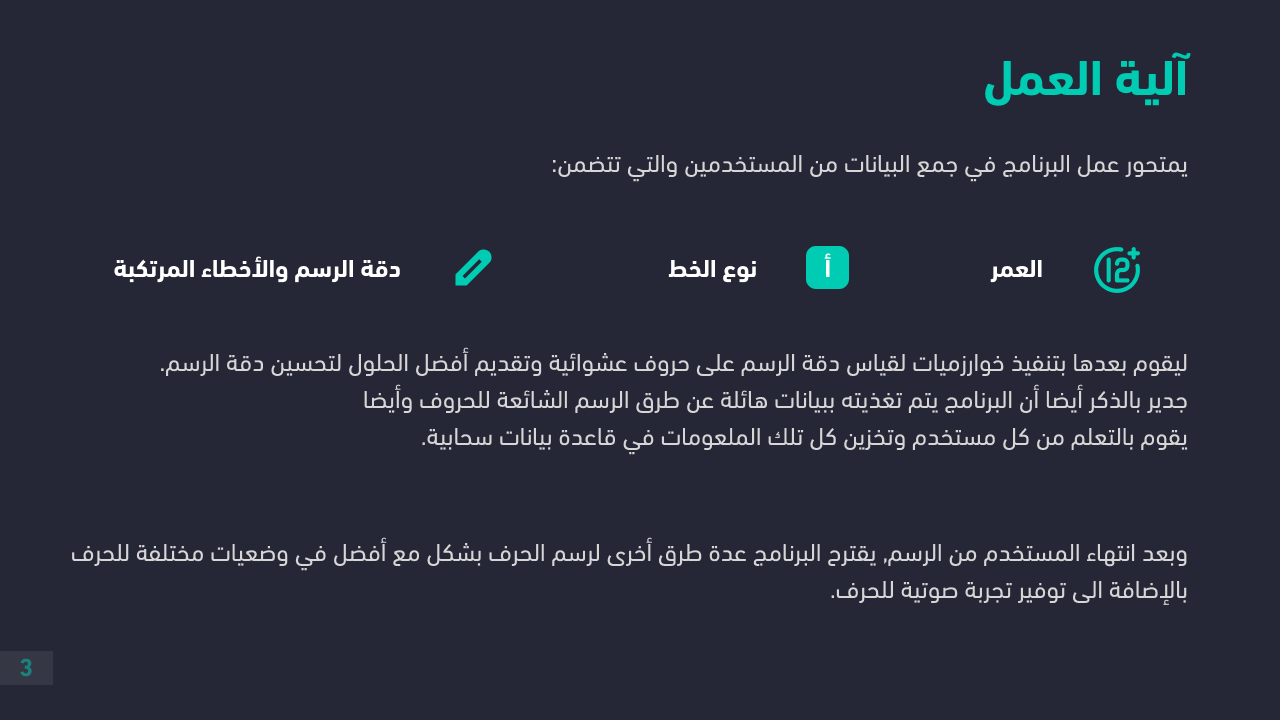 آلية العمل
يمتحور عمل البرنامج في جمع البيانات من المستخدمين والتي تتضمن:
12+ العمر
أ نوع الخط
دقة الرسم والأخطاء المرتكبة
ليقوم بعدها بتنفيذ خوارزميات لقياس دقة الرسم على حروف عشوائية وتقديم أفضل الحلول لتحسين دقة الرسم.
جدير بالذكر أيضا أن البرنامج يتم تغذيته ببيانات هائلة عن طرق الرسم الشائعة للحروف وأيضا
يقوم بالتعلم من كل مستخدم وتخزين كل تلك الملعومات في قاعدة بيانات سحابية.
وبعد انتهاء المستخدم من الرسم, يقترح البرنامج عدة طرق أخرى لرسم الحرف بشكل مع أفضل في وضعيات مختلفة للحرف
بالإضافة الى توفير تجربة صوتية للحرف.
3